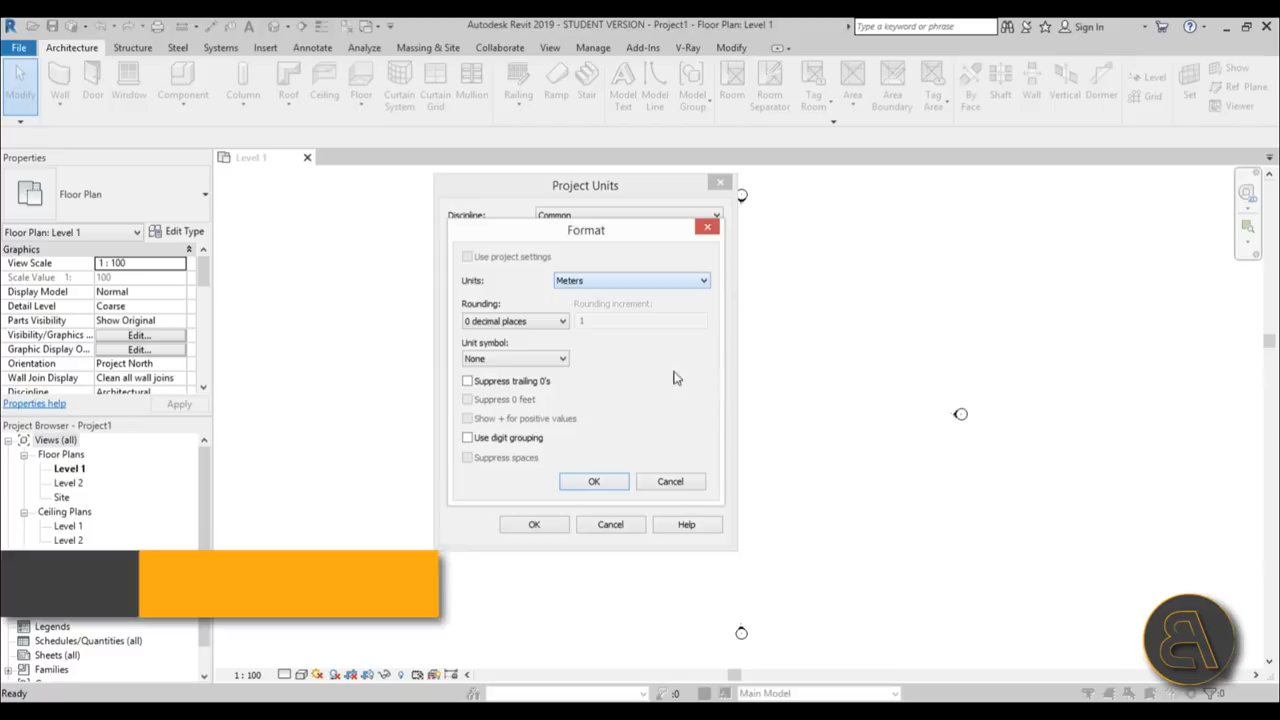 Autodesk Revit 2019 - STUDENT VERSION - Project1 - Floor Plan: Level 1
Type a keyword or phrase
Sign In
File Architecture Structure Steel Systems Insert Annotate Analyze Massing & Site Collaborate View Manage Add-Ins V-Ray Modify
Modify Wall Door Window Component Column Roof Ceiling Floor Curtain System Curtain Grid Mullion Railing Ramp Stair Model Text Model Line Model Group Room Room Separator Tag Room Area Area Boundary Tag Area By Face Shaft Wall Vertical Dormer Level Grid Set Show Ref Plane Viewer
Properties
Level 1
Floor Plan
Floor Plan: Level 1 Edit Type
Graphics
View Scale 1 : 100
Scale Value 1: 100
Display Model Normal
Detail Level Coarse
Parts Visibility Show Original
Visibility/Graphics ... Edit...
Graphic Display O... Edit...
Orientation Project North
Wall Join Display Clean all wall joins
Discipline Architectural
Properties help Apply
Project Browser - Project1
Views (all)
Floor Plans
Level 1
Level 2
Site
Ceiling Plans
Level 1
Level 2
Legends
Schedules/Quantities (all)
Sheets (all)
Families
Project Units
Discipline: Common
Format
Use project settings
Units: Meters
Rounding: Rounding increment:
0 decimal places 1
Unit symbol:
None
Suppress trailing 0's
Suppress 0 feet
Show + for positive values
Use digit grouping
Suppress spaces
OK Cancel
OK Cancel Help
1 : 100
Ready :0 Main Model :0